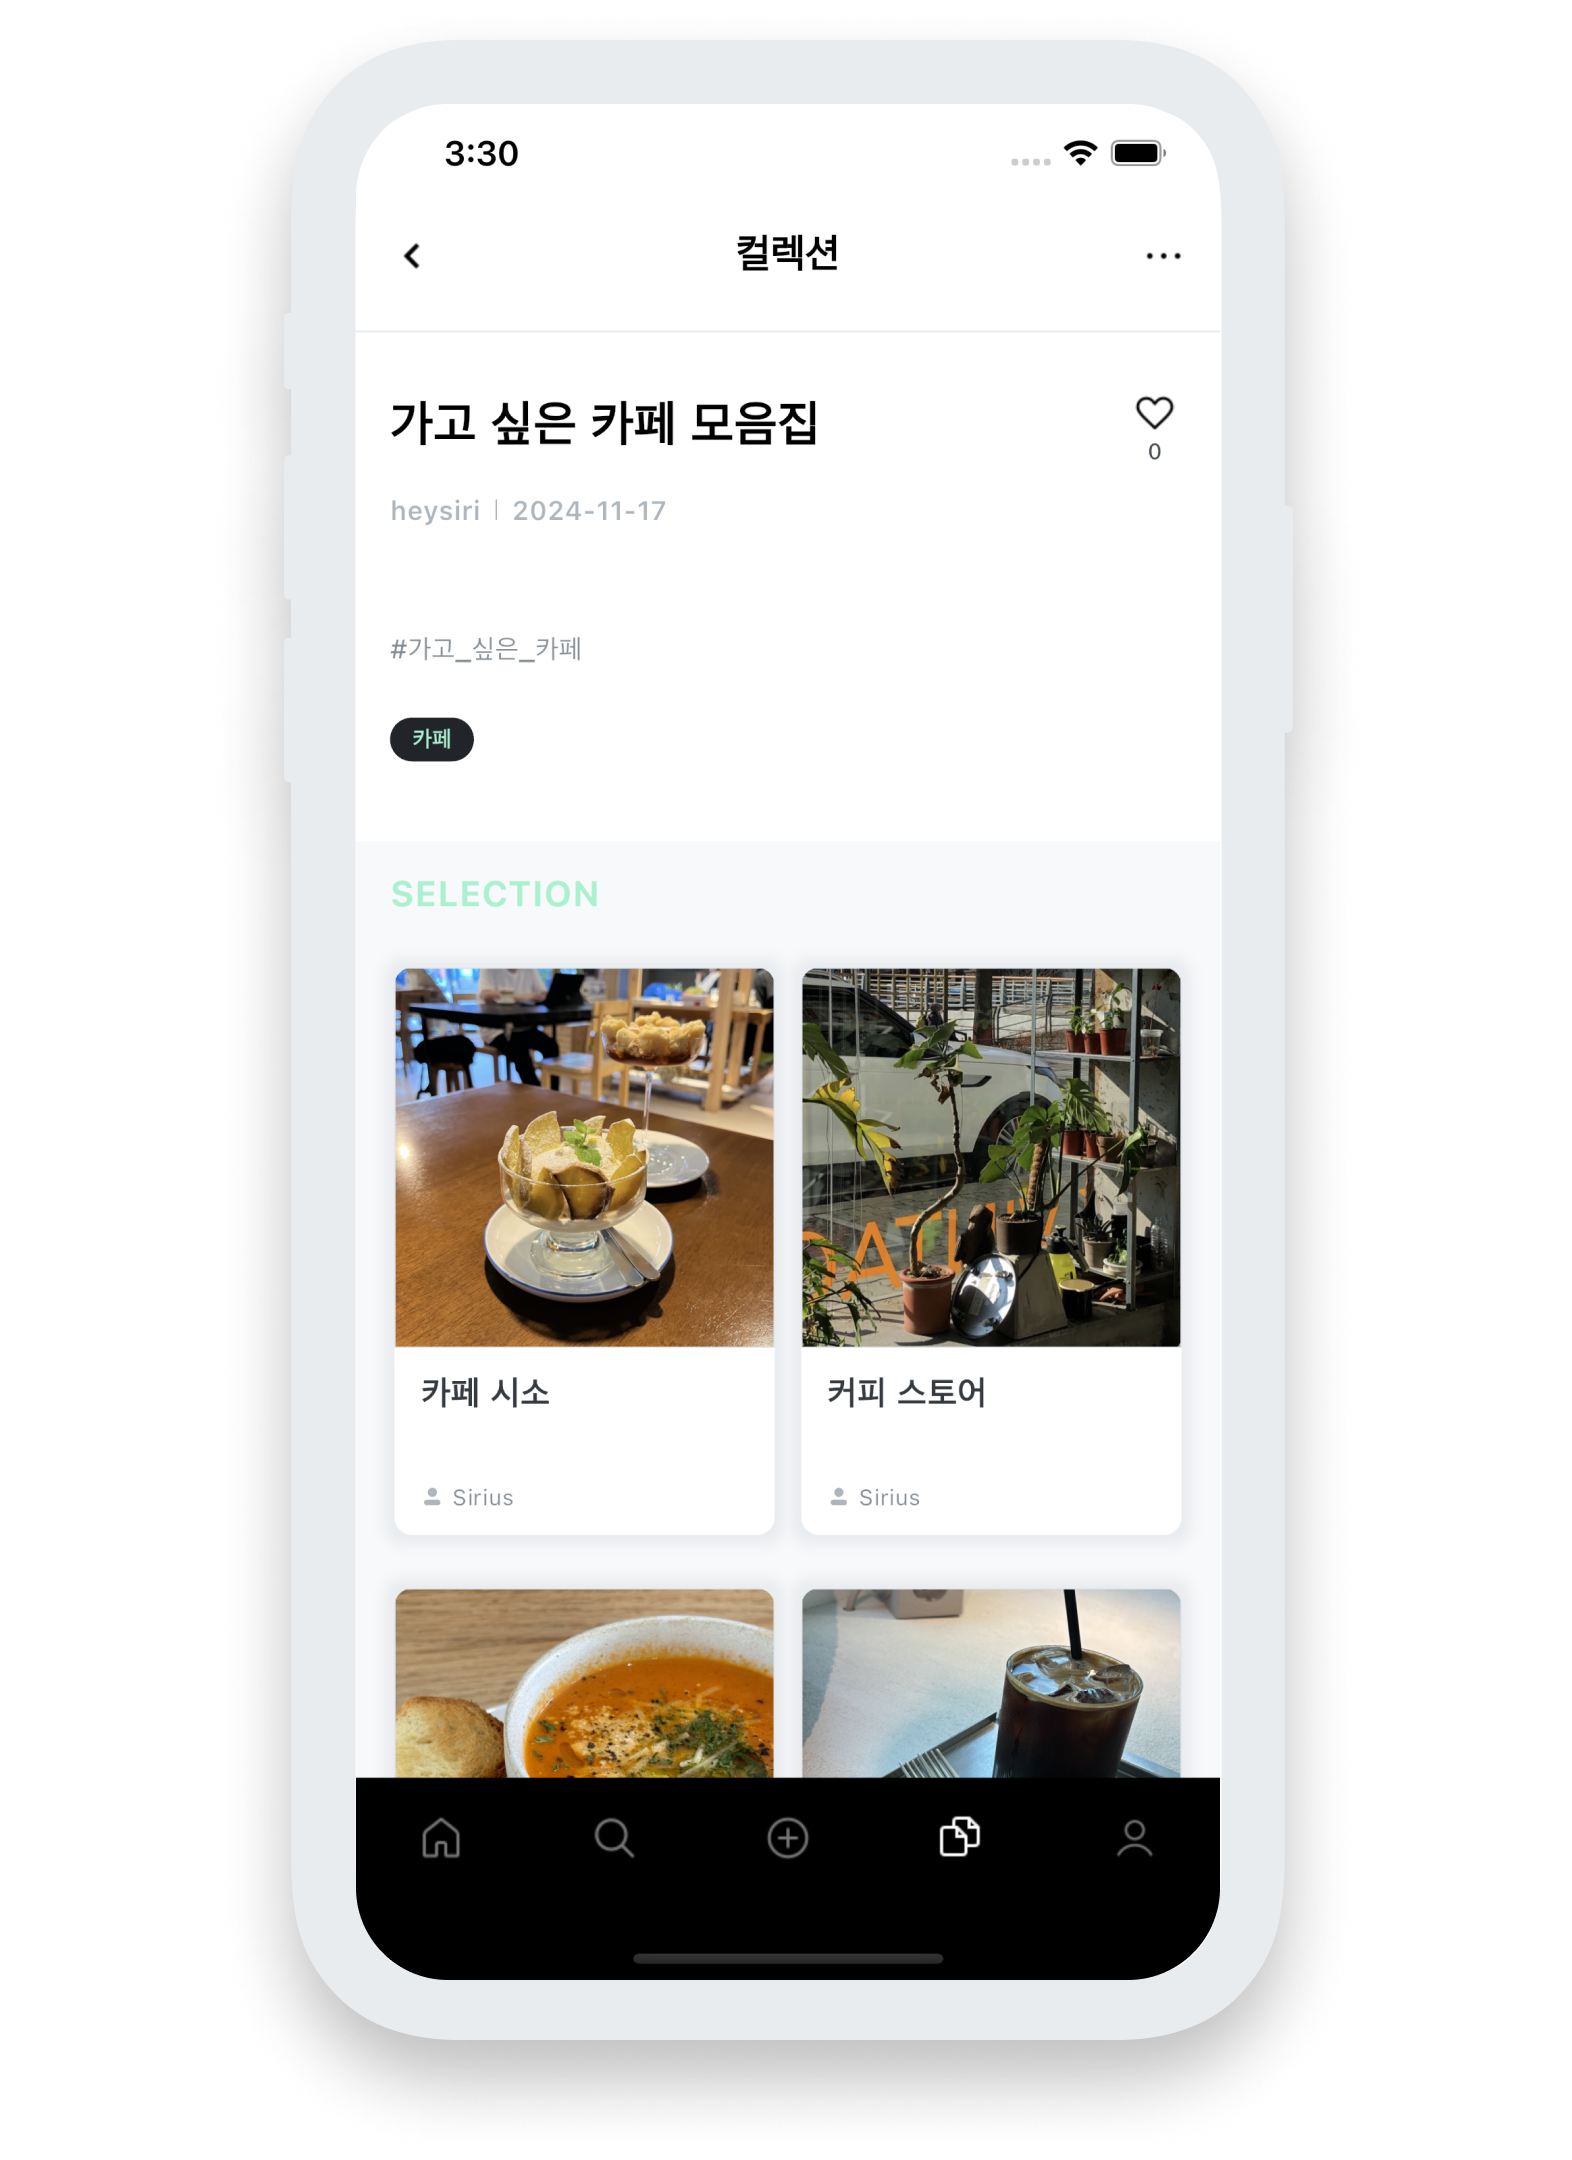 3:30
컬렉션
가고 싶은 카페 모음집
0
heysiri | 2024-11-17
#가고_싶은_카페
카페
SELECTION
카페 시소
커피 스토어
Sirius
Sirius